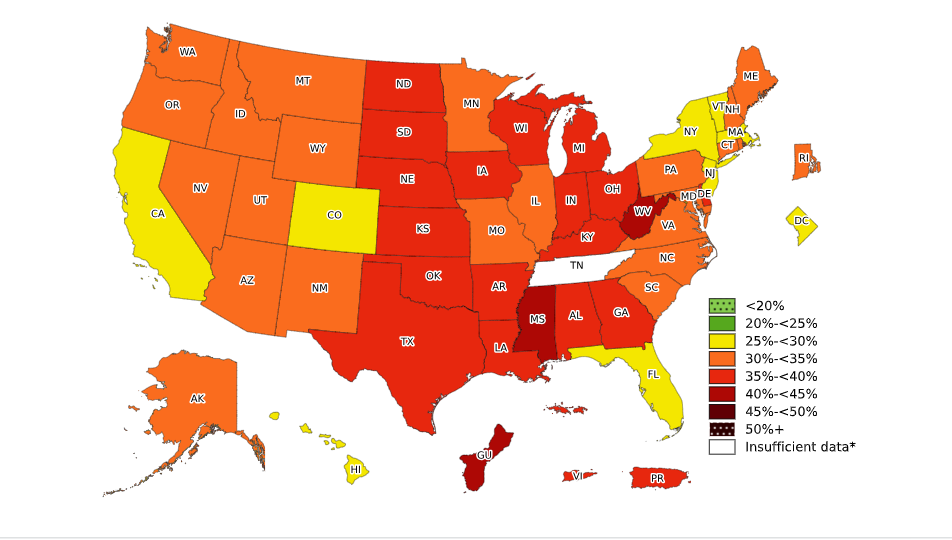 WA
MT
ND
MN
ME
OR
ID
SD
WI
VT
NH
NY
MA
WY
MI
CT
RI
NV
UT
CO
NE
IA
IL
IN
OH
PA
NJ
MD
DE
CA
KS
MO
KY
WV
VA
DC
AZ
NM
OK
AR
TN
NC
SC
TX
LA
MS
AL
GA
FL
AK
HI
GU
VI
PR
<20%
20%-<25%
25%-<30%
30%-<35%
35%-<40%
40%-<45%
45%-<50%
50%+
Insufficient data*